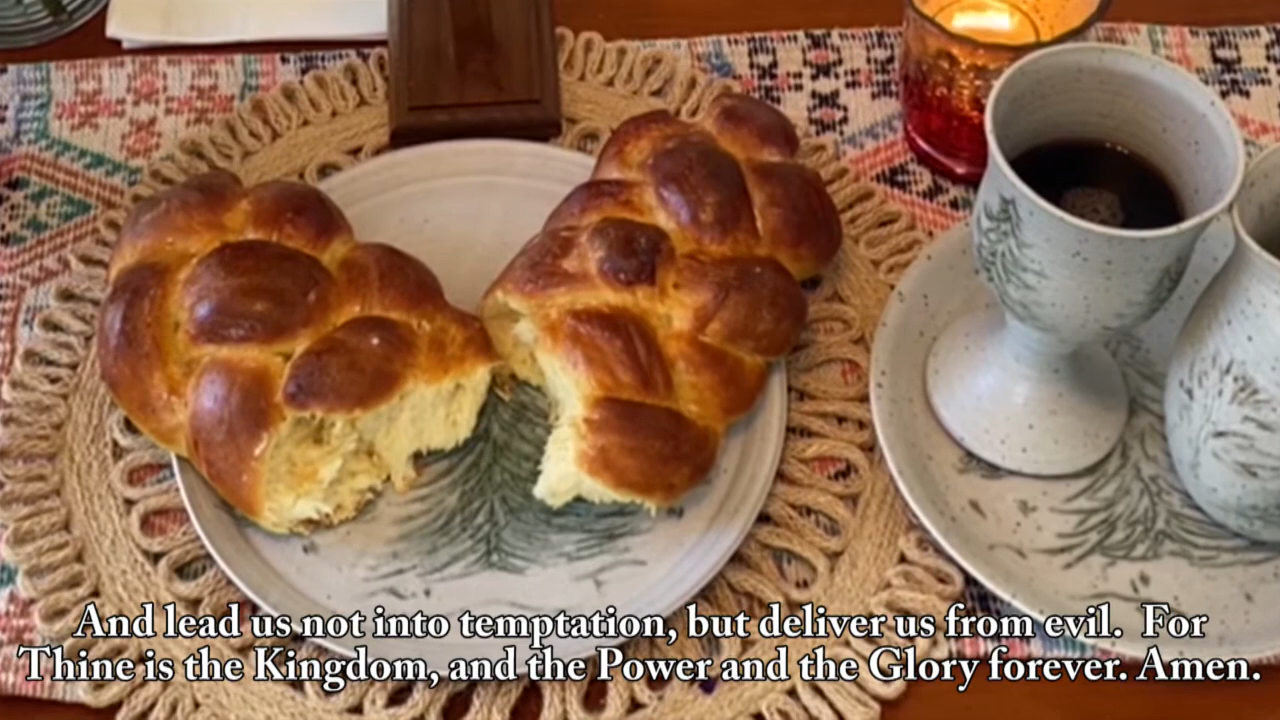 And lead us not into temptation, but deliver us from evil.  For
Thine is the Kingdom, and the Power and the Glory forever. Amen.